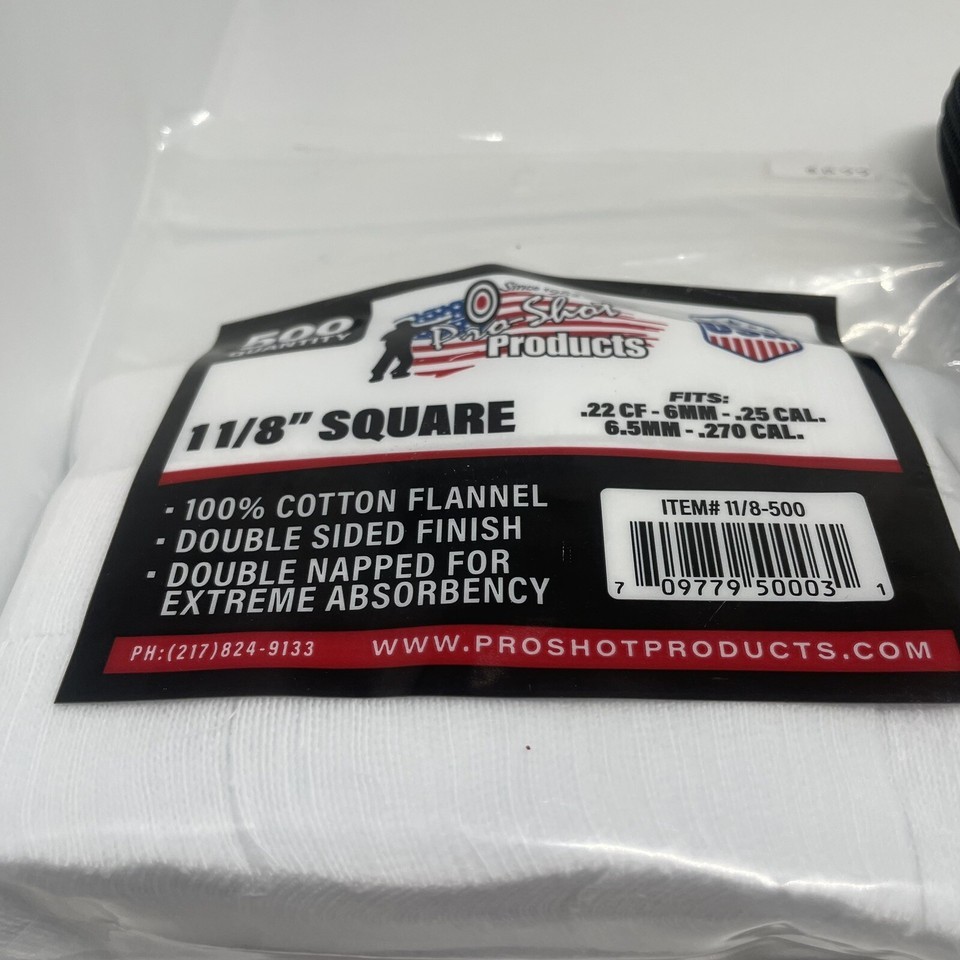 500
QUANTITY
Since
Pro-Shot
Products
USA
1 1/8" SQUARE
FITS:
.22 CF - 6MM - .25 CAL.
6.5MM - .270 CAL.
- 100% COTTON FLANNEL
- DOUBLE SIDED FINISH
- DOUBLE NAPPED FOR
EXTREME ABSORBENCY
ITEM# 11/8-500
7 09779 50003 1
PH:(217)824-9133
WWW.PROSHOTPRODUCTS.COM